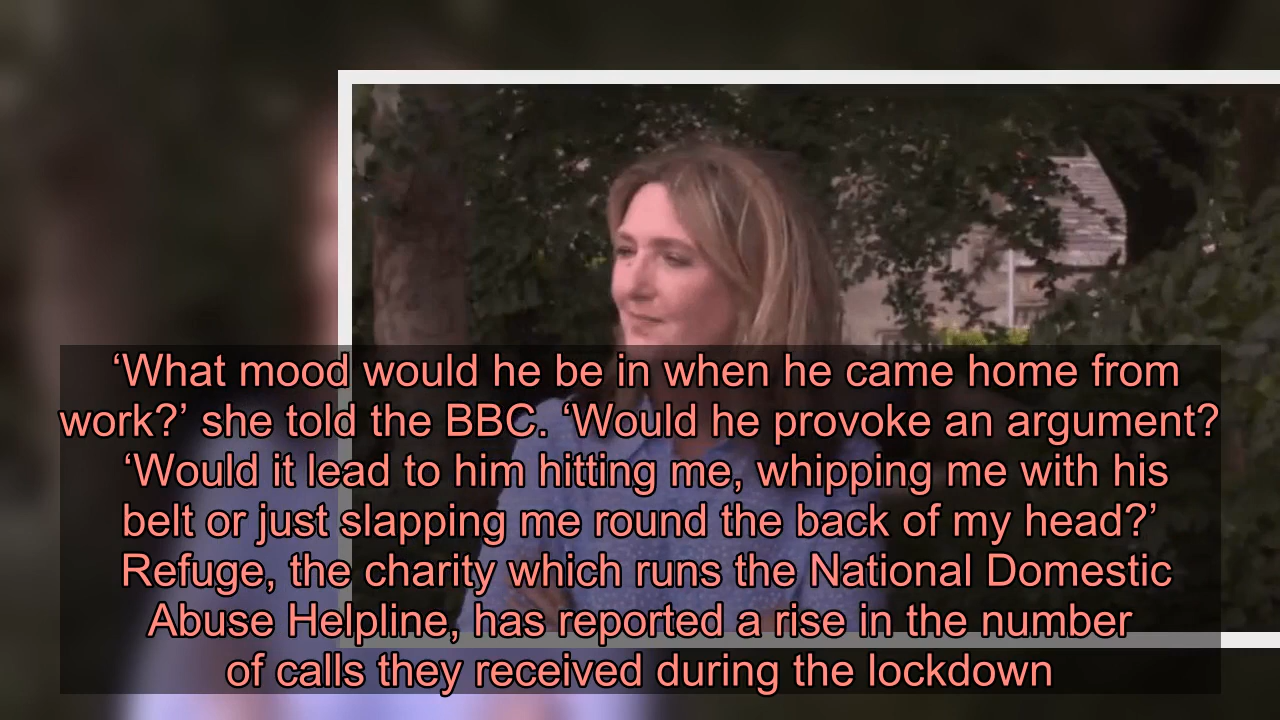 ‘What mood would he be in when he came home from
work?’ she told the BBC. ‘Would he provoke an argument?
‘Would it lead to him hitting me, whipping me with his
belt or just slapping me round the back of my head?’
Refuge, the charity which runs the National Domestic
Abuse Helpline, has reported a rise in the number
of calls they received during the lockdown